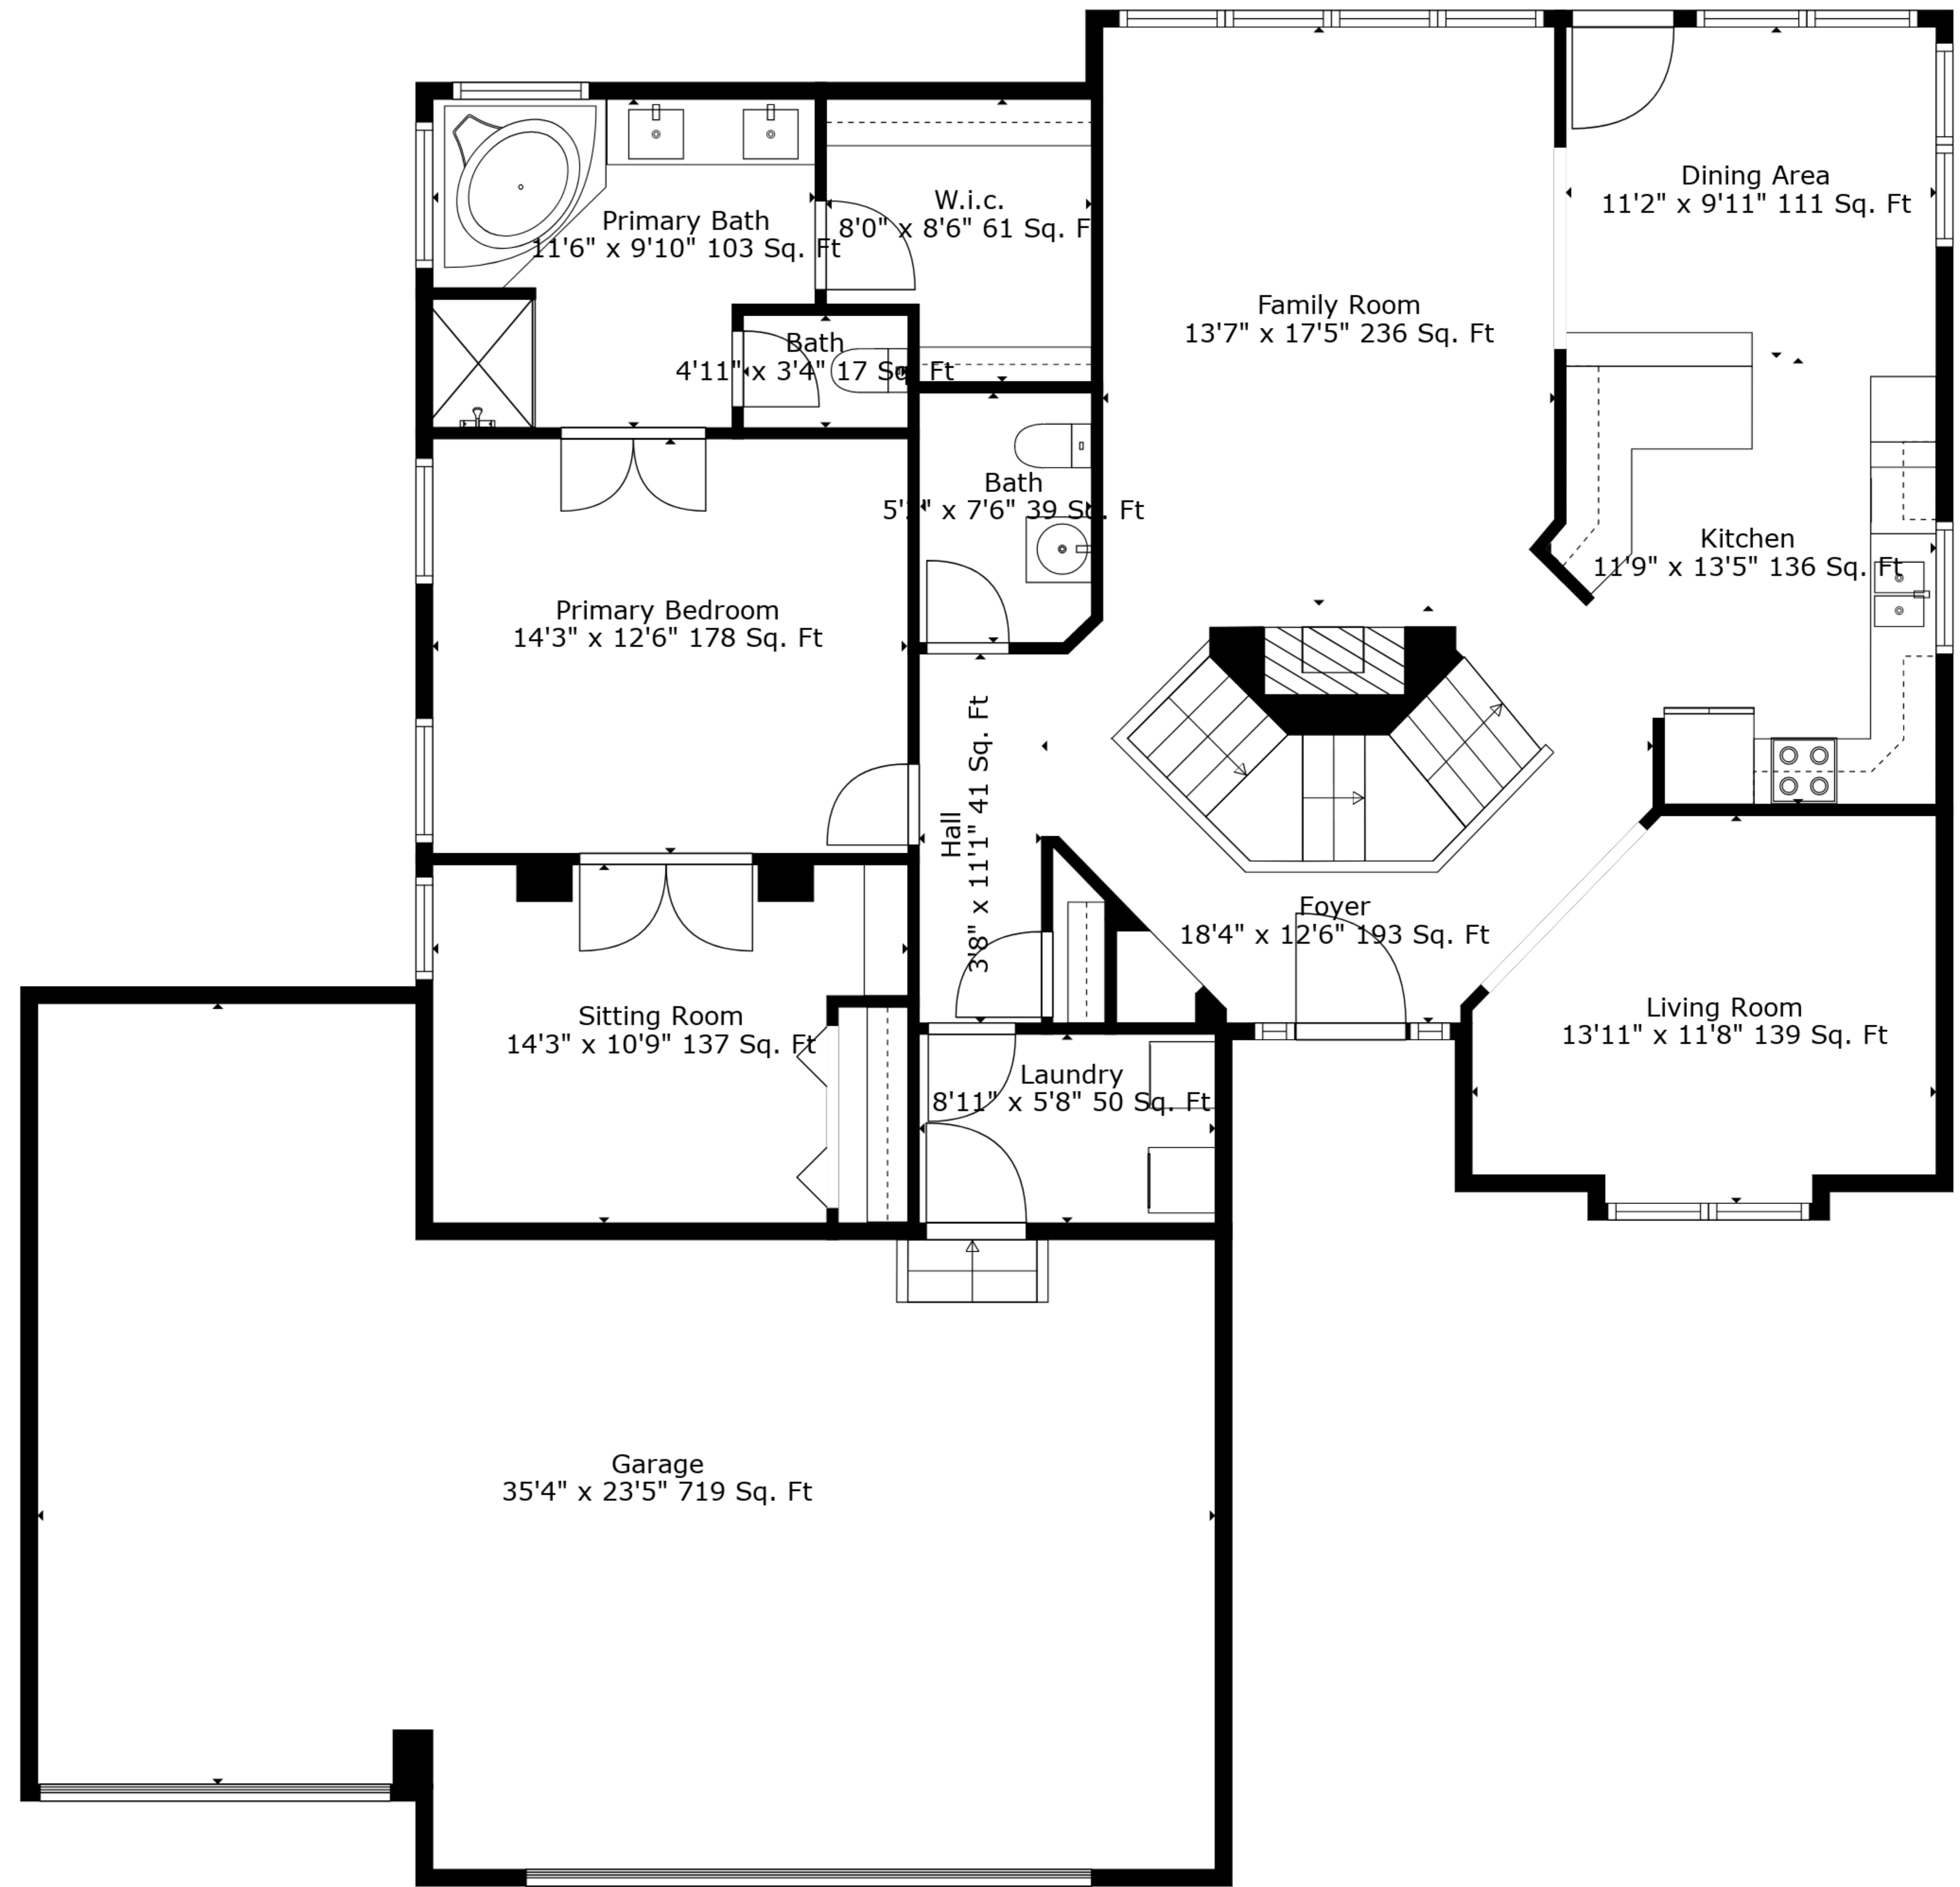 Dining Area
11'2" x 9'11" 111 Sq. Ft
W.i.c.
8'0" x 8'6" 61 Sq. F
Primary Bath
11'6" x 9'10" 103 Sq. Ft
Family Room
13'7" x 17'5" 236 Sq. Ft
Bath
4'11" x 3'4" 17 Sq. Ft
Bath
x 7'6" 39 Sq. Ft
Kitchen
11'9" x 13'5" 136 Sq. Ft
Primary Bedroom
14'3" x 12'6" 178 Sq. Ft
Hall
3'8" x 11'1" 41 Sq. Ft
Foyer
18'4" x 12'6" 193 Sq. Ft
Sitting Room
14'3" x 10'9" 137 Sq. Ft
Living Room
13'11" x 11'8" 139 Sq. Ft
Laundry
8'11" x 5'8" 50 Sq. Ft
Garage
35'4" x 23'5" 719 Sq. Ft